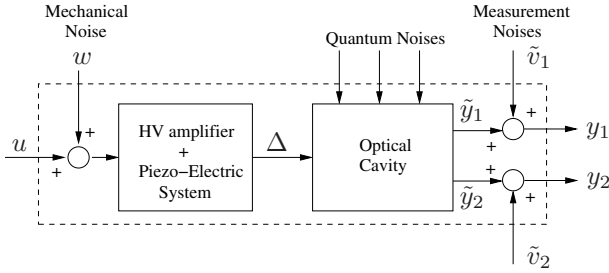 Mechanical
Noise
w
Measurement
Noises
Quantum Noises
ṽ₁
u
+
+
HV amplifier
+
Piezo−Electric
System
Δ
Optical
Cavity
ỹ₁
+
+
y₁
ỹ₂
+
+
y₂
ṽ₂